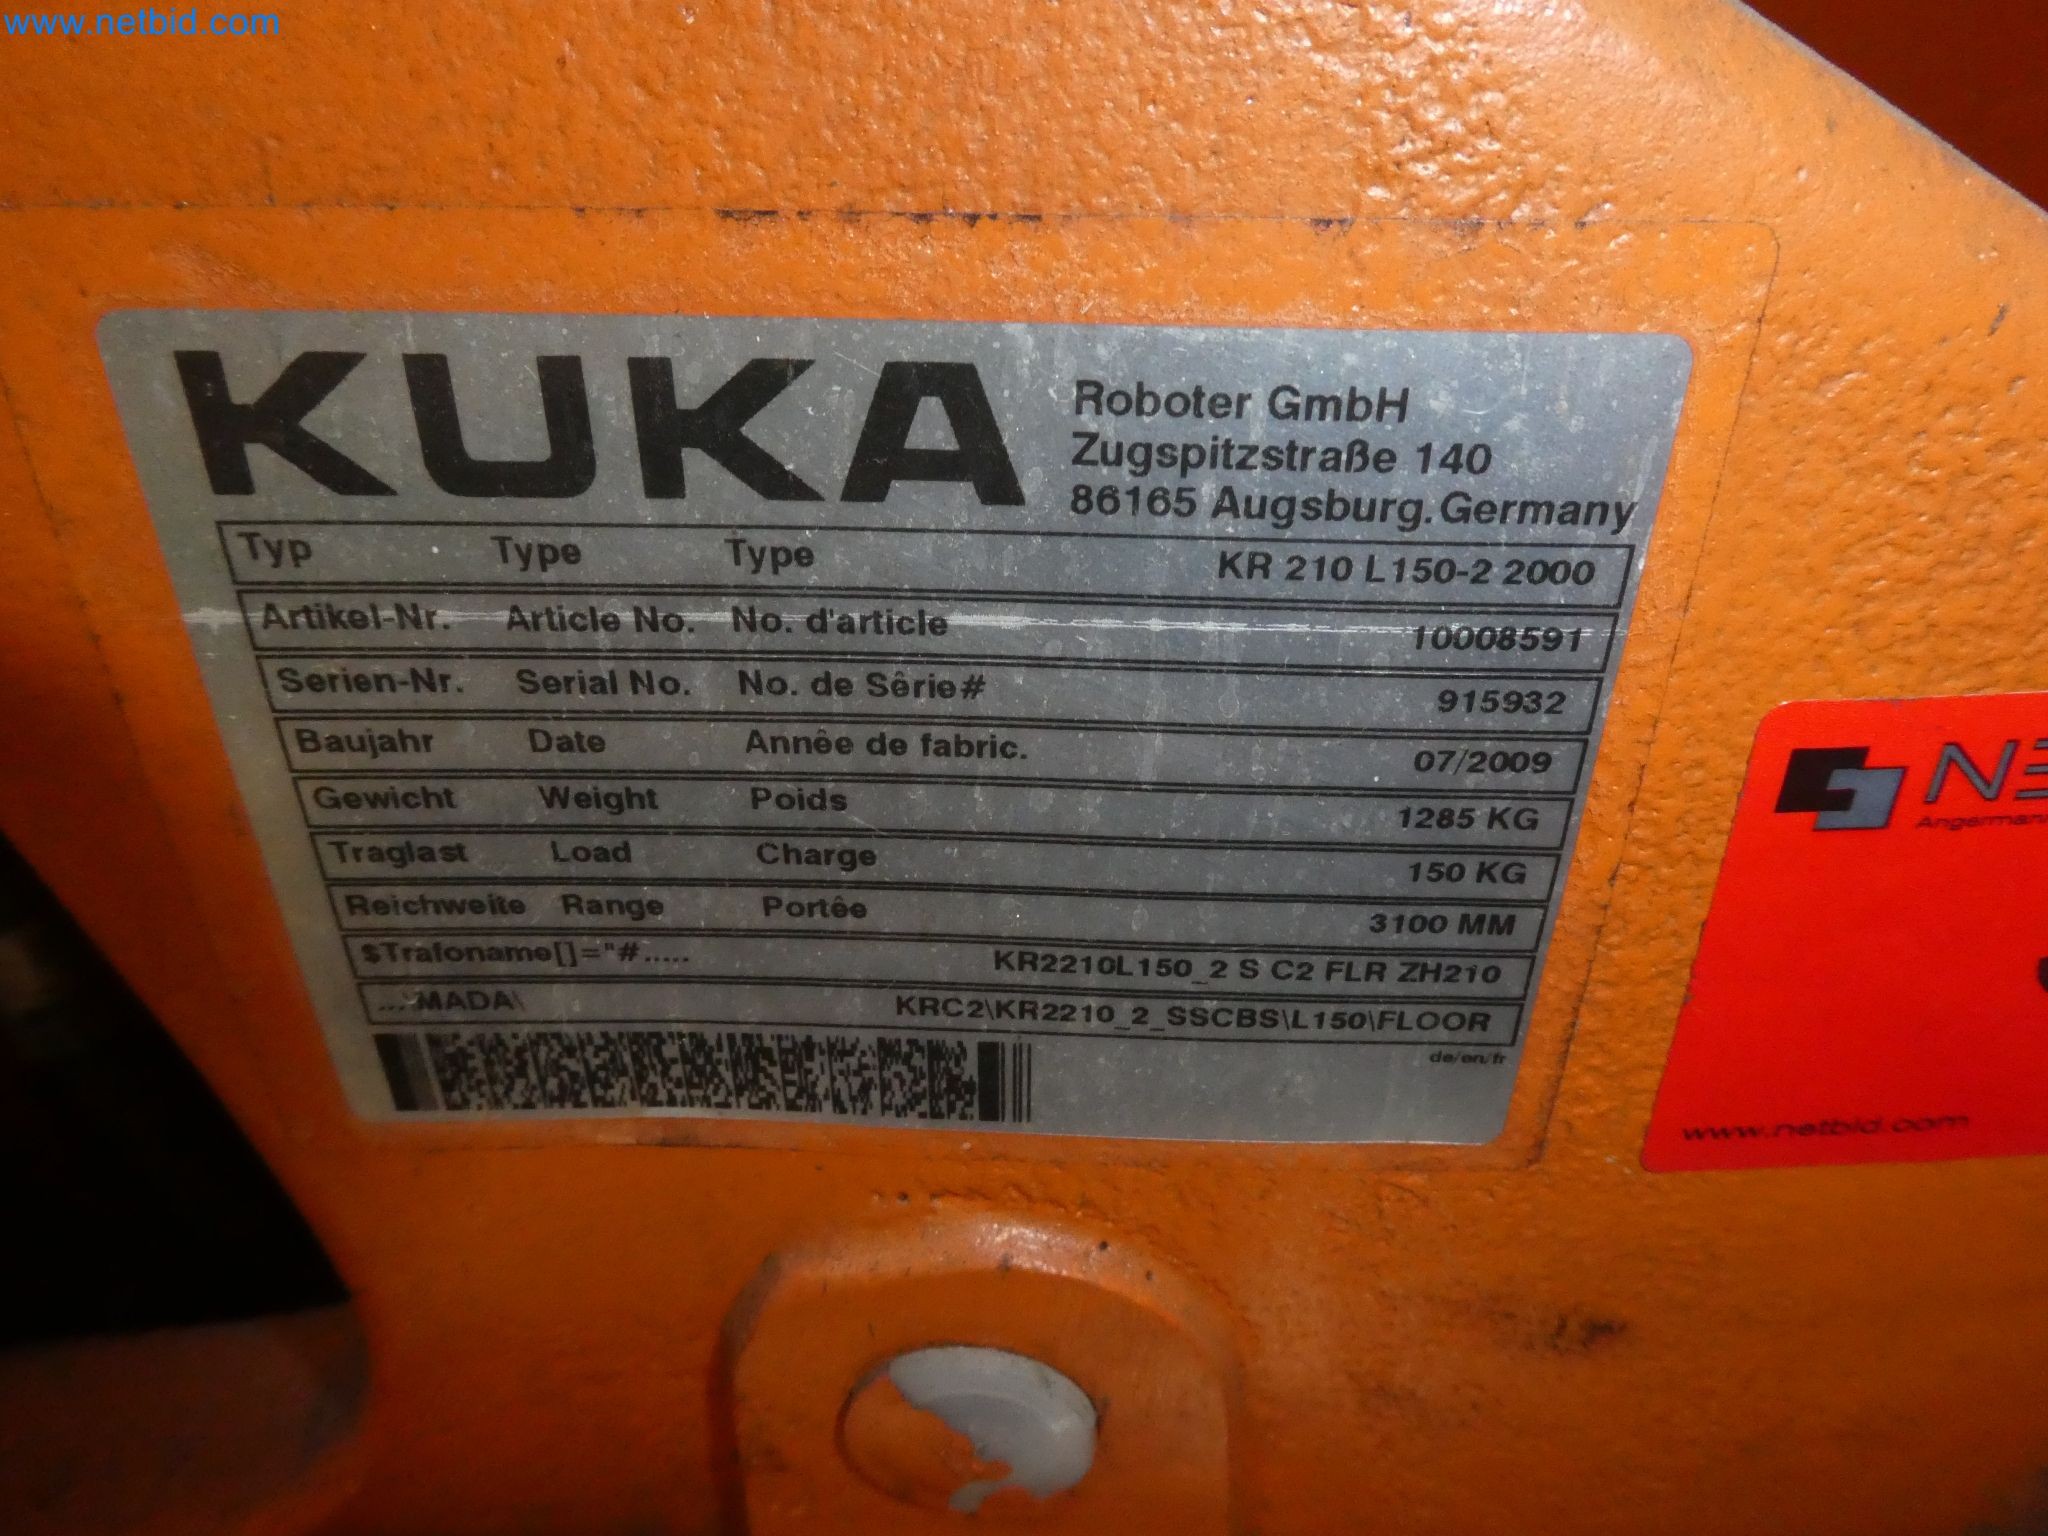 www.netbid.com
KUKA
Roboter GmbH
Zugspitzstraße 140
86165 Augsburg.Germany
Typ Type Type KR 210 L150-2 2000
Artikel-Nr. Article No. No. d'article 10008591
Serien-Nr. Serial No. No. de Sêrie# 915932
Baujahr Date Annêe de fabric. 07/2009
Gewicht Weight Poids 1285 KG
Traglast Load Charge 150 KG
Reichweite Range Portêe 3100 MM
$Trafoname[]="#..... KR2210L150_2 S C2 FLR ZH210
...\MADA\ KRC2\KR2210_2_SSCBS\L150\FLOOR
de/en/fr
Angermann
www.netbid.com